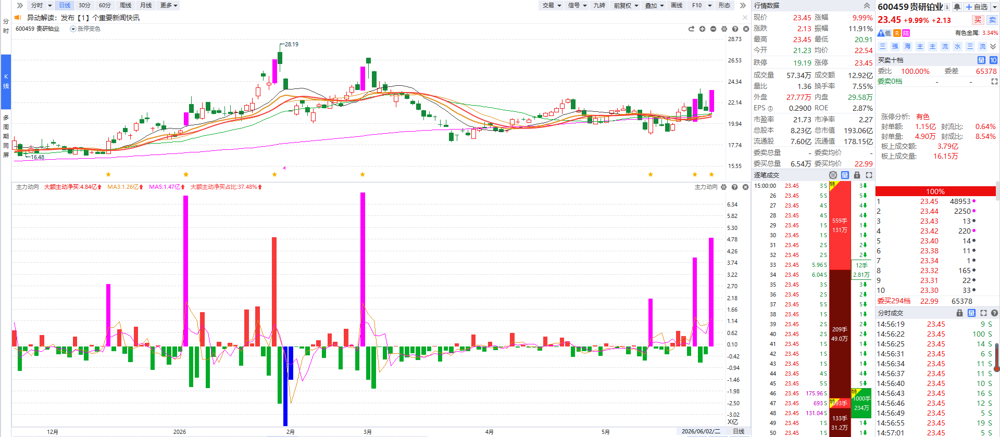 分时 日线 30分 60分 周线 月线 更多 交易 信号 九转 前复权 叠加 画线 F10 形态
异动解读：发布【1】个重要新闻快讯
600459 贵研铂业 涨停变色
分时
K线
多周期同屏
28.73
26.53
24.34
22.14
19.94
17.74
15.55
28.19
16.48
主力动向 大额主动净买:4.84亿 MA3:1.26亿 MA5:1.47亿 大额主动净买占比:37.48% 主力动向
6.34
5.82
5.30
4.78
4.26
3.74
3.22
2.70
2.18
1.66
1.14
0.62
0.10
-0.42
-0.94
-1.46
-1.98
-2.50
-3.02
X亿
12月 2026 2月 3月 4月 5月 2026/06/02/二 日线
行情数据
现价 23.45 涨幅 9.99%
涨跌 2.13 振幅 11.91%
最高 23.45 最低 20.91
今开 21.23 均价 22.54
跌停 19.19 涨停 23.45
成交量 57.34万 成交额 12.92亿
量比 1.36 换手率 7.55%
外盘 27.77万 内盘 29.58万
EPS 0.2900 ROE 2.87%
市盈率 21.73 市净率 2.27
总股本 8.23亿 总市值 193.06亿
流通股 7.60亿 流通值 178.15亿
委卖总量 - 委卖均价 -
委买总量 6.54万 委买均价 22.99
逐笔成交 量
15:00:00 23.45 3 S 3
26 23.45 5 S 5
27 23.45 4 S 4
28 23.45 4 S 4
29 23.45 1 S 1
30 23.45 1 S 1
31 23.45 2 S 2
32 23.45 2 S 2
33 23.45 5.96 S
34 23.45 6.04 S
35 23.45 3 S 3
36 23.45 2 S 2
37 23.45 5 S 5
38 23.45 1 S 1
39 23.45 2 S 2
40 23.45 2 S 2
41 23.45 1 S 1
42 23.45 1 S 1
43 23.45 1 S 1
44 23.45 4 S 4
45 23.45 5 S 5
46 23.45 175.96 S
47 23.45 693 S
48 23.45 131.04 S
49 23.45 1 S 1
50 23.45 1 S 1
特
559手
131万
12手
2.81万
209手
49.0万
特
1000手
234万
特
693手
133手
31.2万
600459 贵研铂业 +自选
23.45 +9.99% +2.13 买 卖
低 R 陆 有色金属: 3.34%
三 强 海 主 主 流 水 三 流
买卖十档 量 10
委比 100.00% 委差 65378
委卖0档 - -
涨停分析: 有色
封单额: 1.15亿 封流比: 0.64%
封单量: 4.90万 封成比: 8.54%
板上成交额: 3.79亿
板上成交量: 16.15万
100%
1 23.45 48953
2 23.44 2250
3 23.43 13
4 23.42 220
5 23.40 14
6 23.38 11
7 23.34 1
8 23.32 165
9 23.31 22
10 23.30 33
委买294档 22.99 65378
分时成交 量
14:56:19 23.45 9 S
14:56:22 23.45 100 S
14:56:25 23.45 14 S
14:56:31 23.45 6 S
14:56:34 23.45 11 S
14:56:37 23.45 11 S
14:56:40 23.45 10 S
14:56:43 23.45 16 S
14:56:46 23.45 12 S
14:56:49 23.45 5 S
14:56:55 23.45 19 S
14:57:01 23.45 5 S